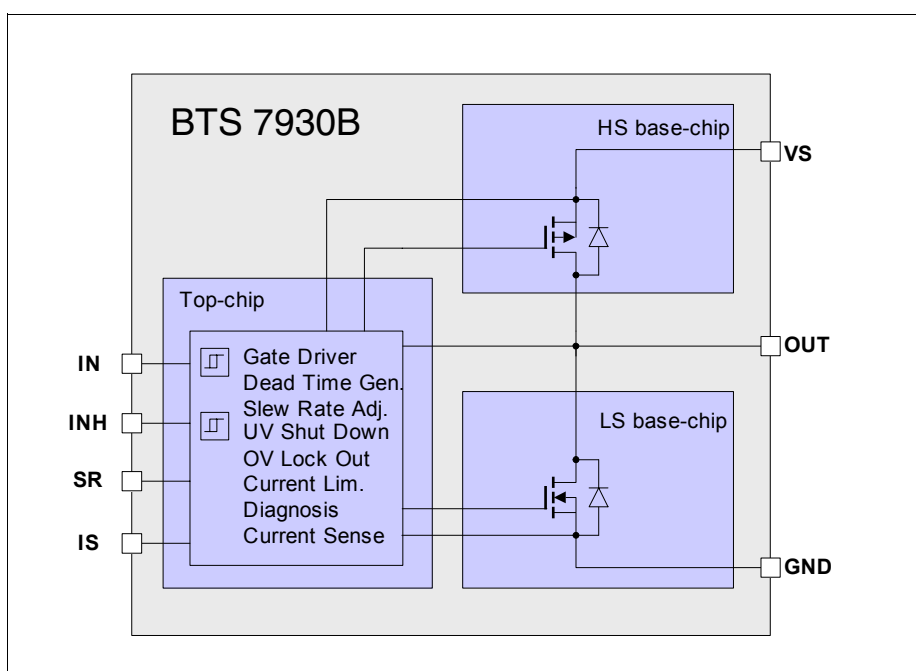 BTS 7930B
HS base-chip
VS
Top-chip
IN
INH
SR
IS
Gate Driver
Dead Time Gen.
Slew Rate Adj.
UV Shut Down
OV Lock Out
Current Lim.
Diagnosis
Current Sense
OUT
LS base-chip
GND